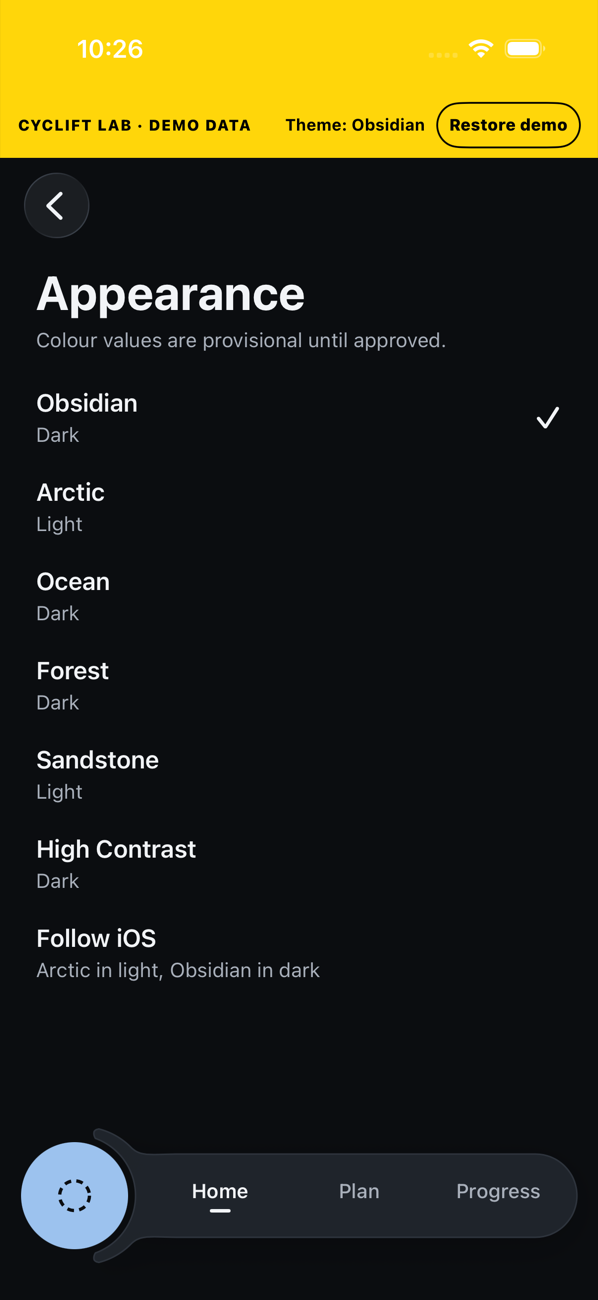 10:26
CYCLIFT LAB · DEMO DATA
Theme: Obsidian
Restore demo
Appearance
Colour values are provisional until approved.
Obsidian
Dark
Arctic
Light
Ocean
Dark
Forest
Dark
Sandstone
Light
High Contrast
Dark
Follow iOS
Arctic in light, Obsidian in dark
Home
Plan
Progress